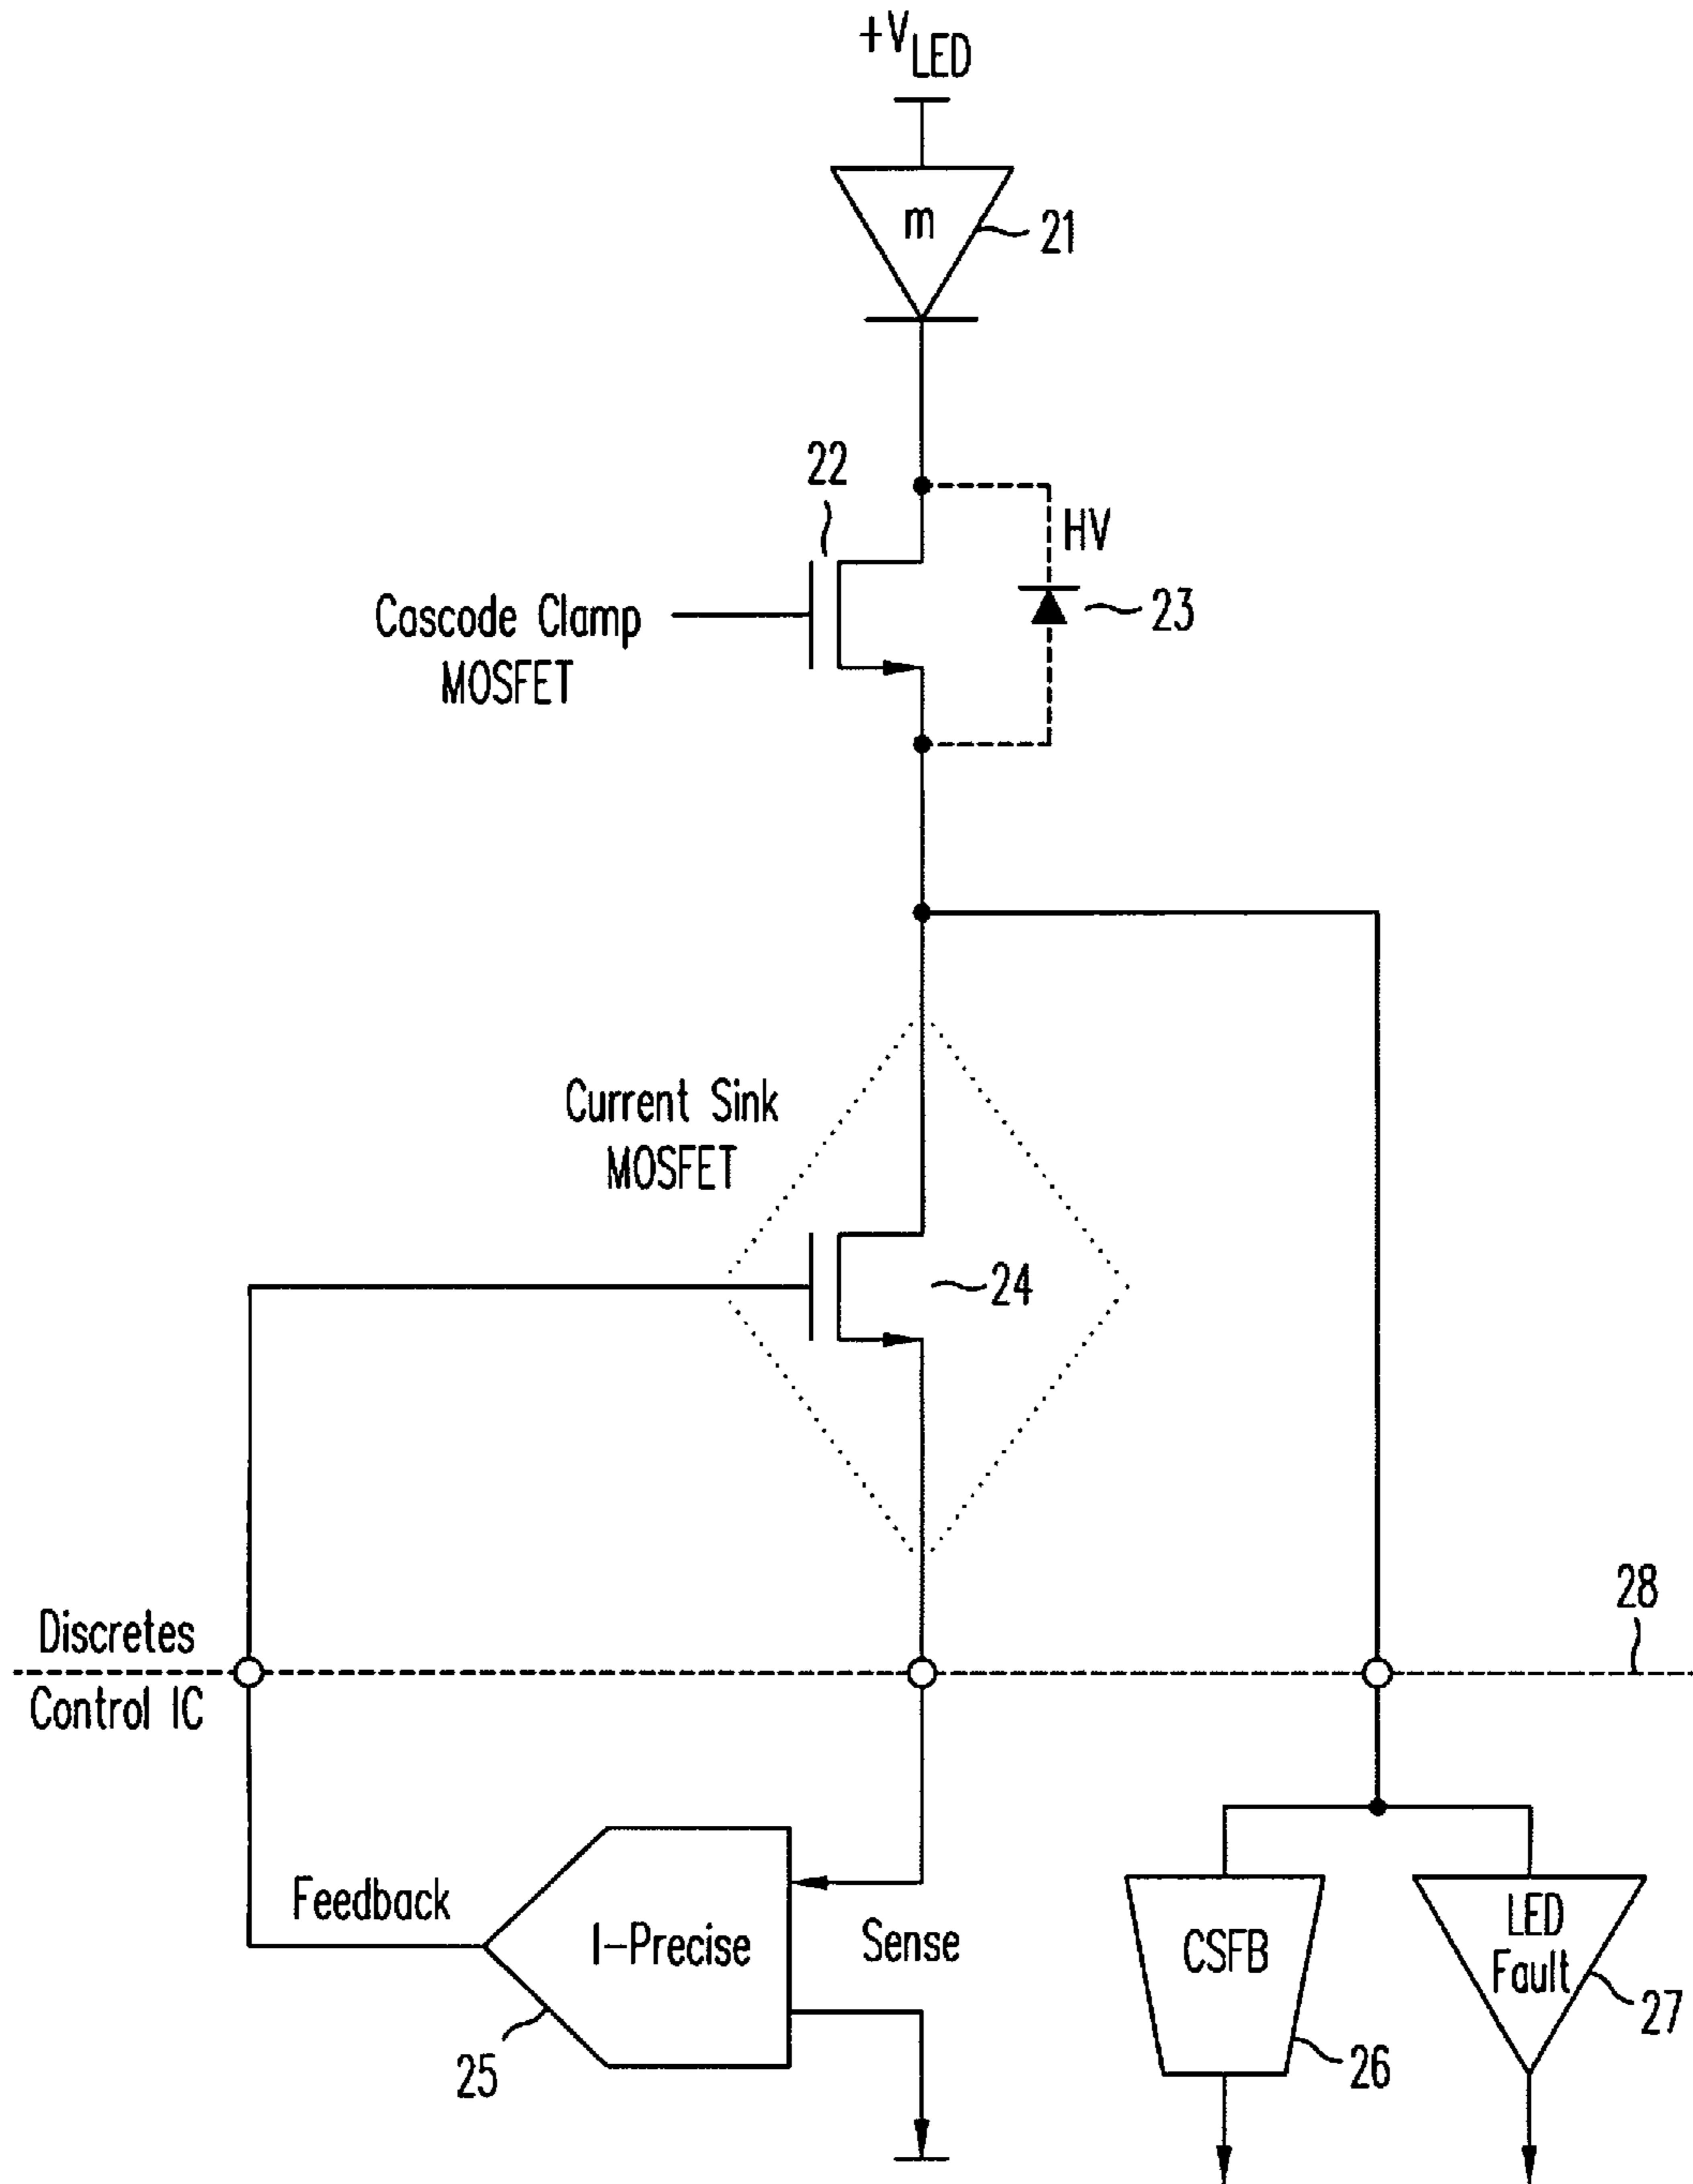 +VLED
m
21
22
HV
23
Cascode Clamp
MOSFET
Current Sink
MOSFET
24
28
Discretes
Control IC
Feedback
I-Precise
Sense
CSFB
LED
Fault
25
26
27